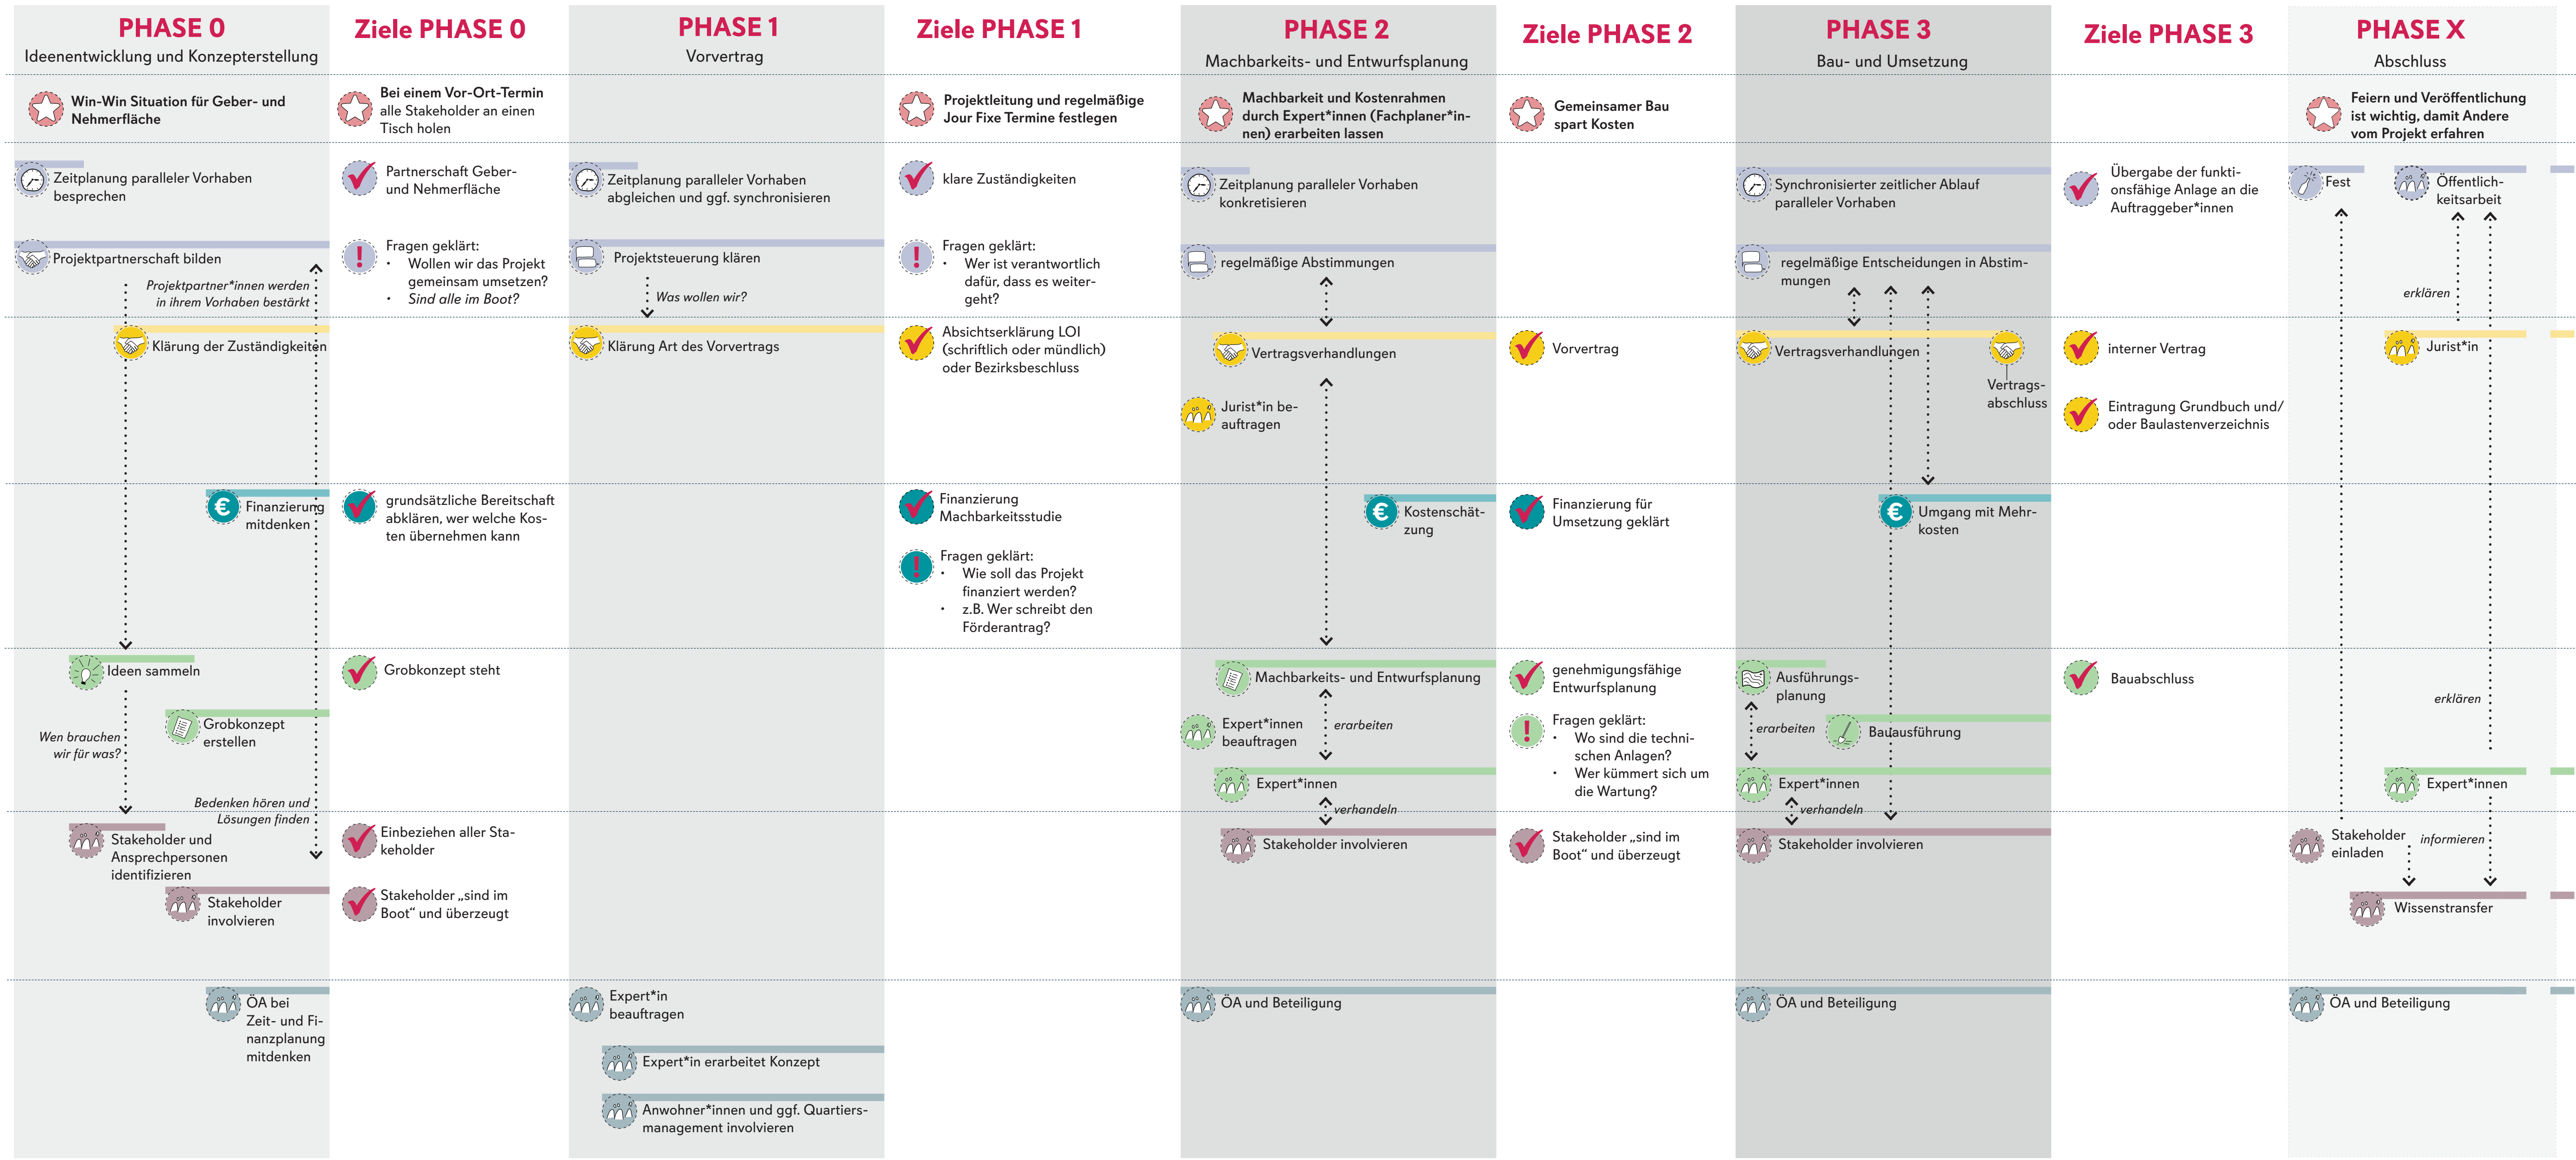 PHASE 0
Ideenentwicklung und Konzepterstellung
Win-Win Situation für Geber- und
Nehmerfläche
Zeitplanung paralleler Vorhaben
besprechen
Projektpartnerschaft bilden
Projektpartner*innen werden
in ihrem Vorhaben bestärkt
Klärung der Zuständigkeiten
€
Finanzierung
mitdenken
Ideen sammeln
Grobkonzept
erstellen
Wen brauchen
wir für was?
Bedenken hören und
Lösungen finden
Stakeholder und
Ansprechpersonen
identifizieren
Stakeholder
involvieren
ÖA bei
Zeit- und Fi-
nanzplanung
mitdenken
Ziele PHASE 0
Bei einem Vor-Ort-Termin
alle Stakeholder an einen
Tisch holen
Partnerschaft Geber-
und Nehmerfläche
!
Fragen geklärt:
• Wollen wir das Projekt
gemeinsam umsetzen?
• Sind alle im Boot?
grundsätzliche Bereitschaft
abklären, wer welche Kos-
ten übernehmen kann
Grobkonzept steht
Einbeziehen aller Sta-
keholder
Stakeholder „sind im
Boot“ und überzeugt
PHASE 1
Vorvertrag
Zeitplanung paralleler Vorhaben
abgleichen und ggf. synchronisieren
Projektsteuerung klären
Was wollen wir?
Klärung Art des Vorvertrags
Expert*in
beauftragen
Expert*in erarbeitet Konzept
Anwohner*innen und ggf. Quartiers-
management involvieren
Ziele PHASE 1
Projektleitung und regelmäßige
Jour Fixe Termine festlegen
klare Zuständigkeiten
!
Fragen geklärt:
• Wer ist verantwortlich
dafür, dass es weiter-
geht?
Absichtserklärung LOI
(schriftlich oder mündlich)
oder Bezirksbeschluss
Finanzierung
Machbarkeitsstudie
!
Fragen geklärt:
• Wie soll das Projekt
finanziert werden?
• z.B. Wer schreibt den
Förderantrag?
PHASE 2
Machbarkeits- und Entwurfsplanung
Machbarkeit und Kostenrahmen
durch Expert*innen (Fachplaner*in-
nen) erarbeiten lassen
Zeitplanung paralleler Vorhaben
konkretisieren
regelmäßige Abstimmungen
Vertragsverhandlungen
Jurist*in be-
auftragen
€
Kostenschät-
zung
Machbarkeits- und Entwurfsplanung
Expert*innen
beauftragen
erarbeiten
Expert*innen
verhandeln
Stakeholder involvieren
ÖA und Beteiligung
Ziele PHASE 2
Gemeinsamer Bau
spart Kosten
Vorvertrag
Finanzierung für
Umsetzung geklärt
genehmigungsfähige
Entwurfsplanung
!
Fragen geklärt:
• Wo sind die techni-
schen Anlagen?
• Wer kümmert sich um
die Wartung?
Stakeholder „sind im
Boot“ und überzeugt
PHASE 3
Bau- und Umsetzung
Synchronisierter zeitlicher Ablauf
paralleler Vorhaben
regelmäßige Entscheidungen in Abstim-
mungen
Vertragsverhandlungen
Vertrags-
abschluss
€
Umgang mit Mehr-
kosten
Ausführungs-
planung
erarbeiten
Bauausführung
Expert*innen
verhandeln
Stakeholder involvieren
ÖA und Beteiligung
Ziele PHASE 3
Übergabe der funkti-
onsfähige Anlage an die
Auftraggeber*innen
interner Vertrag
Eintragung Grundbuch und/
oder Baulastenverzeichnis
Bauabschluss
PHASE X
Abschluss
Feiern und Veröffentlichung
ist wichtig, damit Andere
vom Projekt erfahren
Fest
Öffentlich-
keitsarbeit
erklären
Jurist*in
erklären
Expert*innen
Stakeholder
einladen
informieren
Wissenstransfer
ÖA und Beteiligung